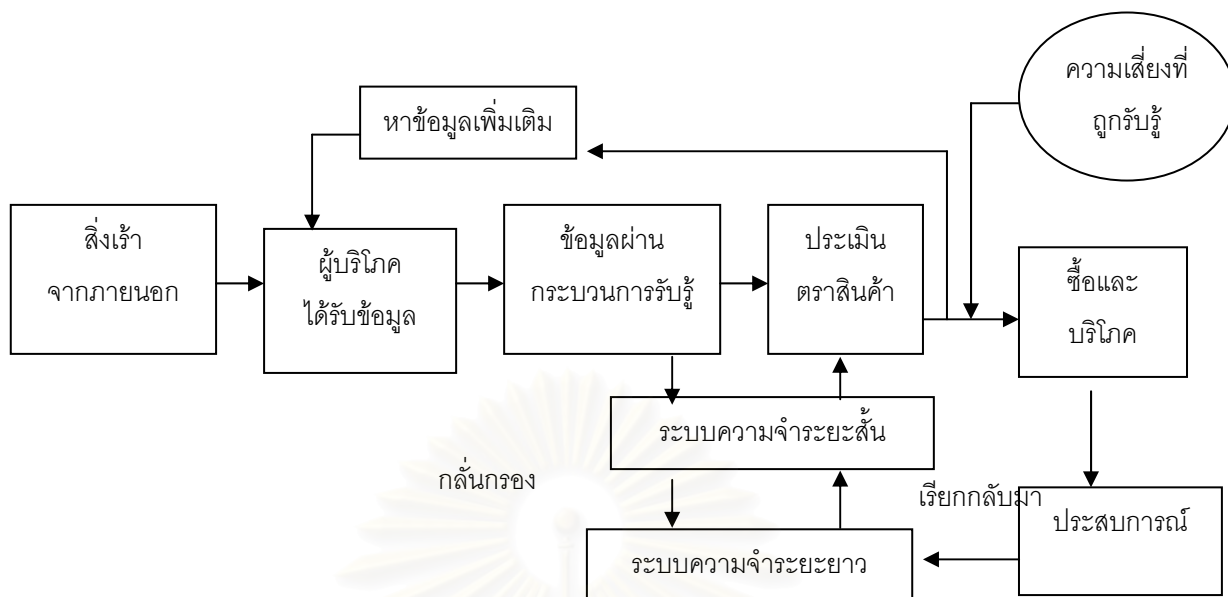 ความเสี่ยงที่
ถูกรับรู้
หาข้อมูลเพิ่มเติม
สิ่งเร้า
จากภายนอก
ผู้บริโภค
ได้รับข้อมูล
ข้อมูลผ่าน
กระบวนการรับรู้
ประเมิน
ตราสินค้า
ซื้อและ
บริโภค
ระบบความจำระยะสั้น
กลั่นกรอง
เรียกกลับมา
ประสบการณ์
ระบบความจำระยะยาว